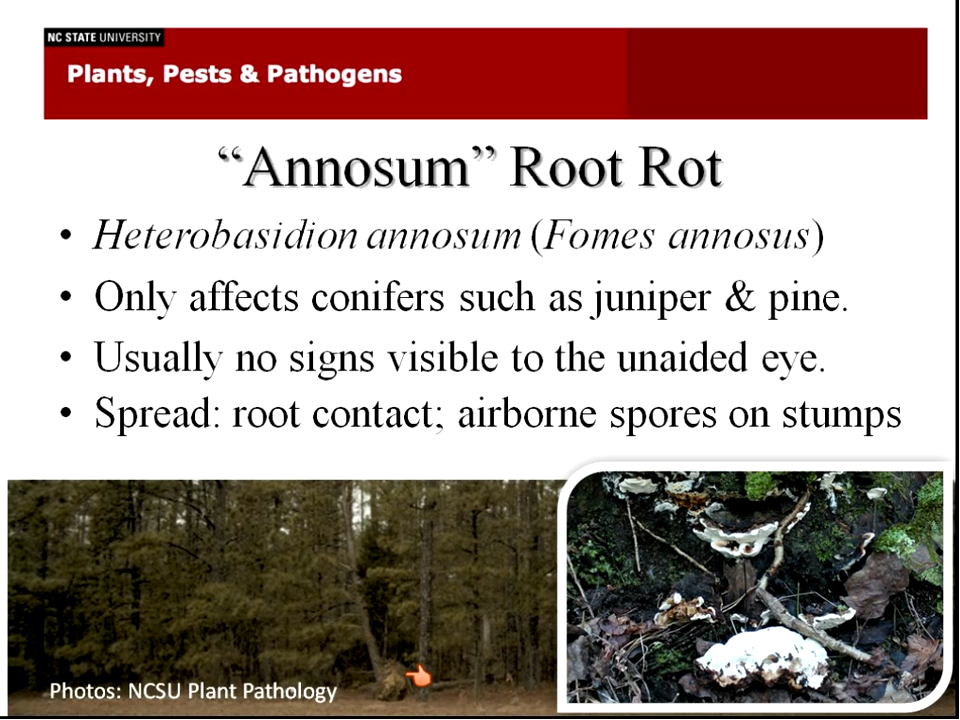 NC STATE UNIVERSITY
Plants, Pests & Pathogens
“Annosum” Root Rot
• Heterobasidion annosum (Fomes annosus)
• Only affects conifers such as juniper & pine.
• Usually no signs visible to the unaided eye.
• Spread: root contact; airborne spores on stumps
Photos: NCSU Plant Pathology